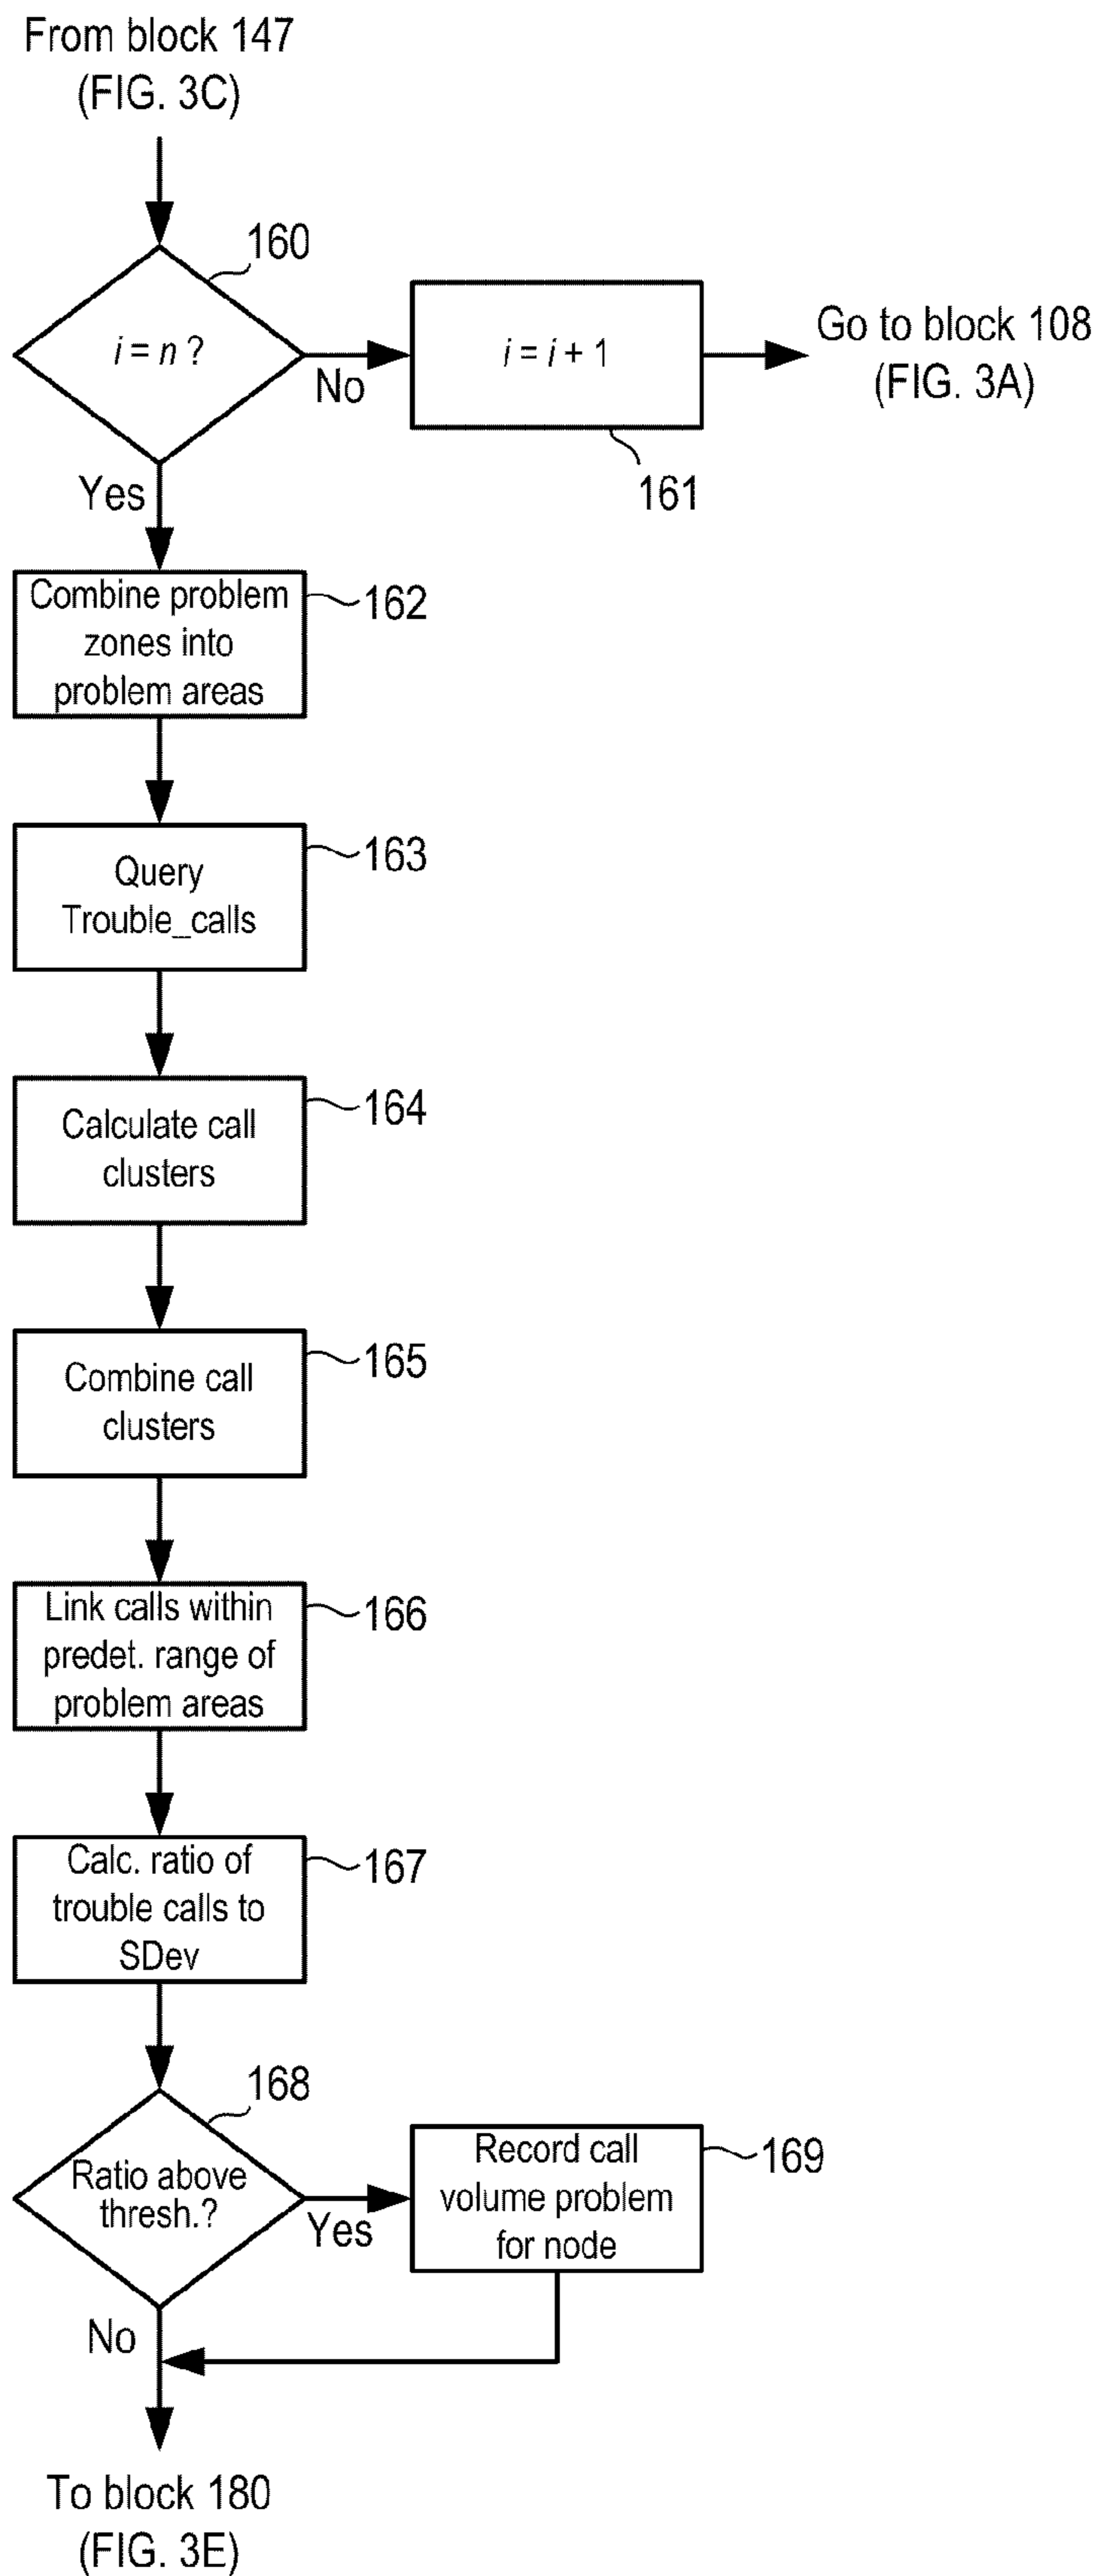 From block 147
(FIG. 3C)
160
i = n ?
No
i = i + 1
161
Go to block 108
(FIG. 3A)
Yes
Combine problem
zones into
problem areas
162
Query
Trouble_calls
163
Calculate call
clusters
164
Combine call
clusters
165
Link calls within
predet. range of
problem areas
166
Calc. ratio of
trouble calls to
SDev
167
168
Ratio above
thresh.?
Yes
Record call
volume problem
for node
169
No
To block 180
(FIG. 3E)